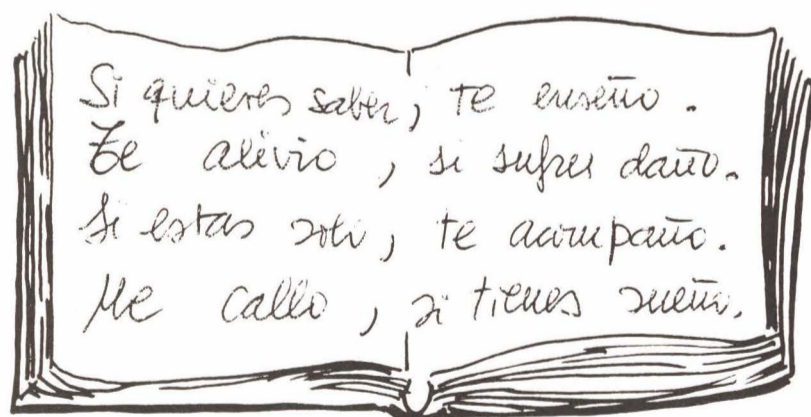 Si quieres saber, te enseño.
Te alivio, si sufres daño.
Si estas solo, te acompaño.
Me callo, si tienes sueño.